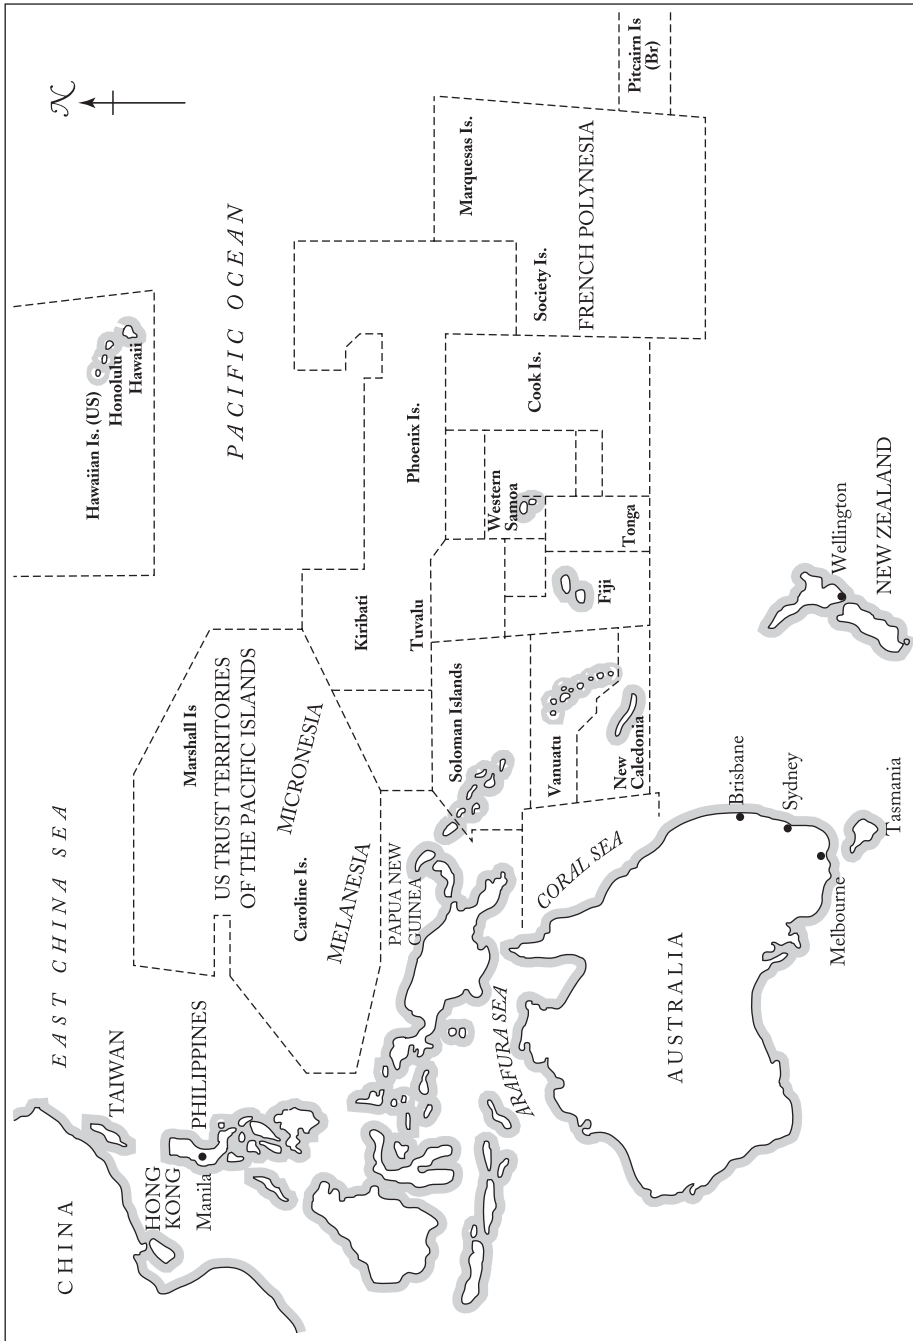 CHINA
EAST CHINA SEA
N
Hawaiian Is. (US)
Honolulu
Hawaii
TAIWAN
HONG
KONG
PHILIPPINES
Manila
Marshall Is
US TRUST TERRITORIES
OF THE PACIFIC ISLANDS
PACIFIC OCEAN
MICRONESIA
Caroline Is.
MELANESIA
Kiribati
PAPUA NEW
GUINEA
Tuvalu
Phoenix Is.
Soloman Islands
Marquesas Is.
Western
Samoa
ARAFURA SEA
Cook Is.
Society Is.
Vanuatu
CORAL SEA
FRENCH POLYNESIA
Fiji
Tonga
New
Caledonia
Pitcairn Is
(Br)
AUSTRALIA
Brisbane
Sydney
Melbourne
Wellington
Tasmania
NEW ZEALAND